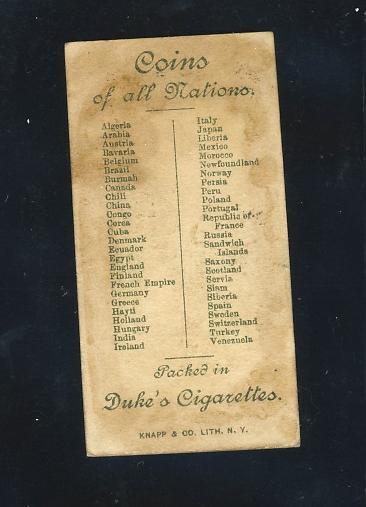 Coins
of all Nations.
Algeria
Arabia
Austria
Bavaria
Belgium
Brazil
Burmah
Canada
Chili
China
Congo
Corea
Cuba
Denmark
Ecuador
Egypt
England
Finland
French Empire
Germany
Greece
Hayti
Holland
Hungary
India
Ireland
Italy
Japan
Liberia
Mexico
Morocco
Newfoundland
Norway
Persia
Peru
Poland
Portugal
Republic of
France
Russia
Sandwich
Islands
Saxony
Scotland
Servia
Siam
Siberia
Spain
Sweden
Switzerland
Turkey
Venezuela
Packed in
Duke's Cigarettes.
KNAPP & CO. LITH. N. Y.